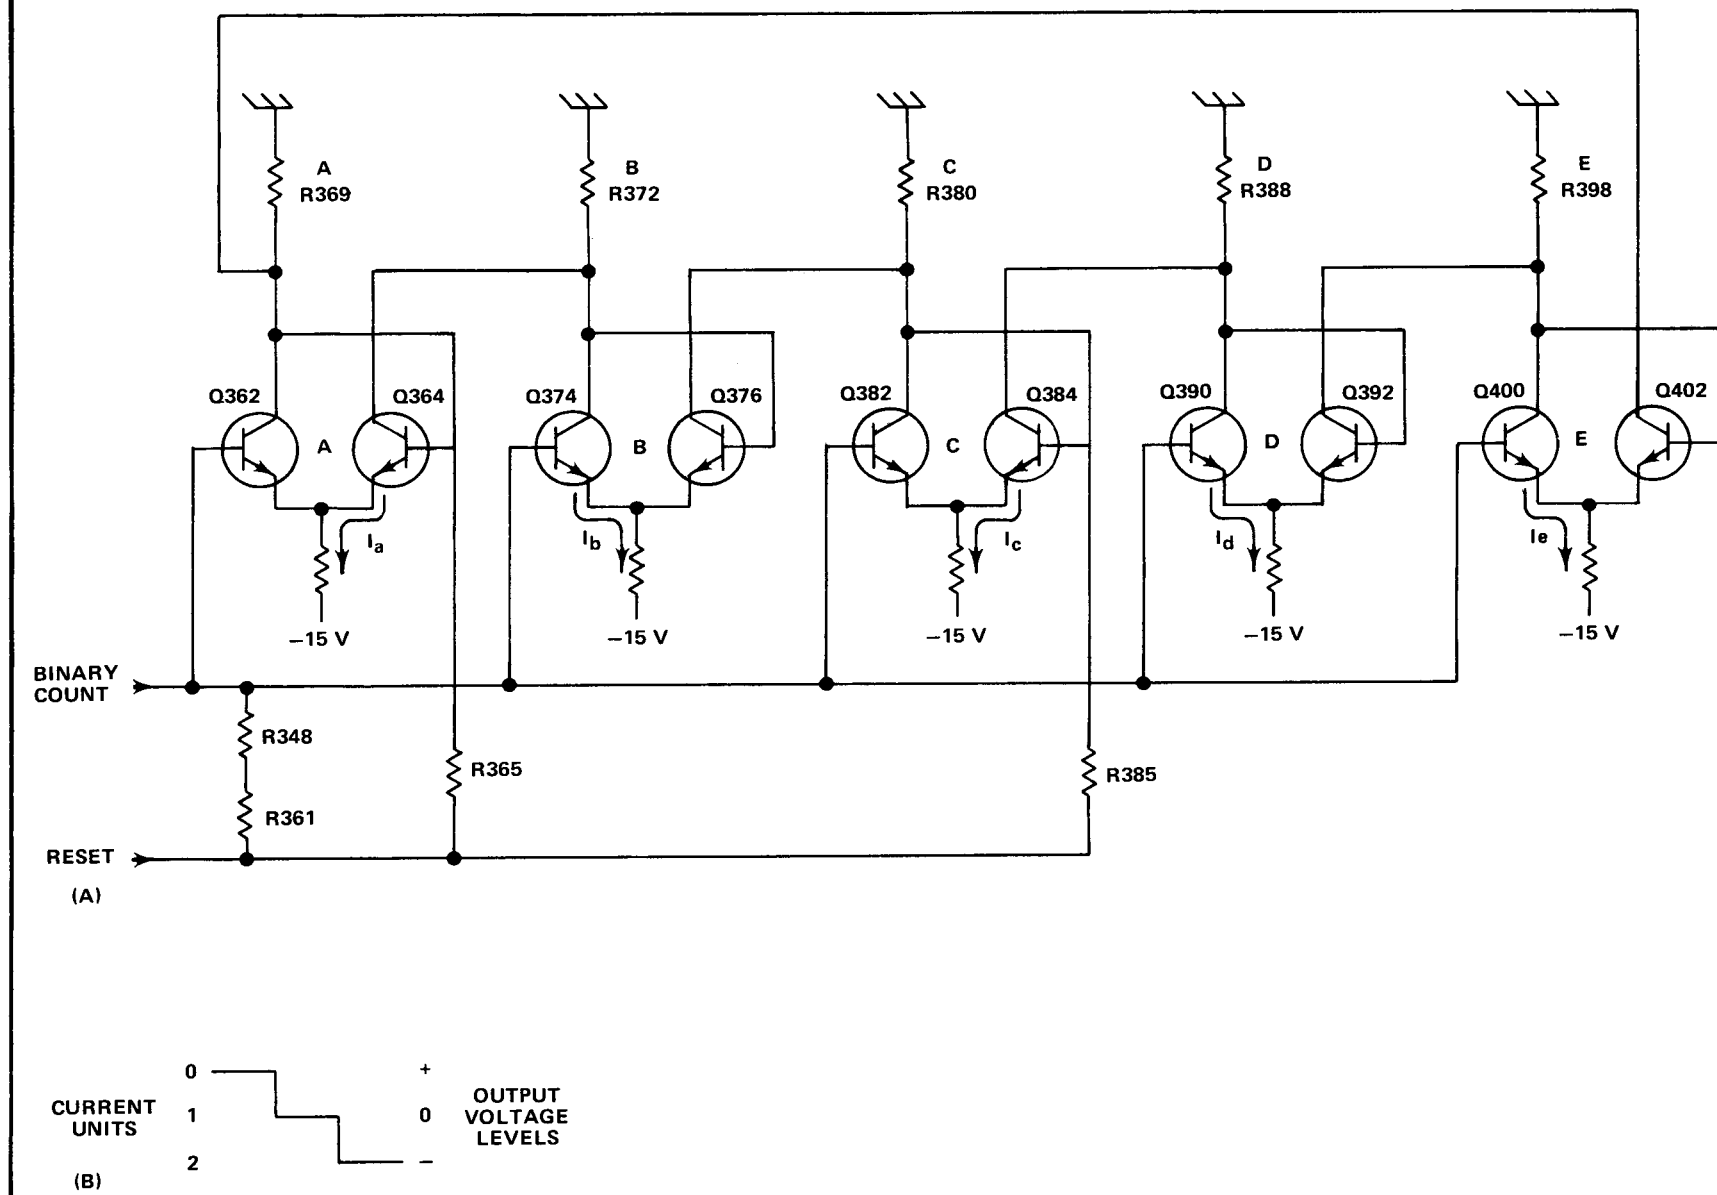 A
R369
B
R372
C
R380
D
R388
E
R398
Q362
A
Q364
Q374
B
Q376
Q382
C
Q384
Q390
D
Q392
Q400
E
Q402
Ia
Ib
Ic
Id
Ie
–15 V
–15 V
–15 V
–15 V
–15 V
BINARY
COUNT
R348
R361
R365
R385
RESET
(A)
CURRENT
UNITS
0
1
2
+
0
–
OUTPUT
VOLTAGE
LEVELS
(B)